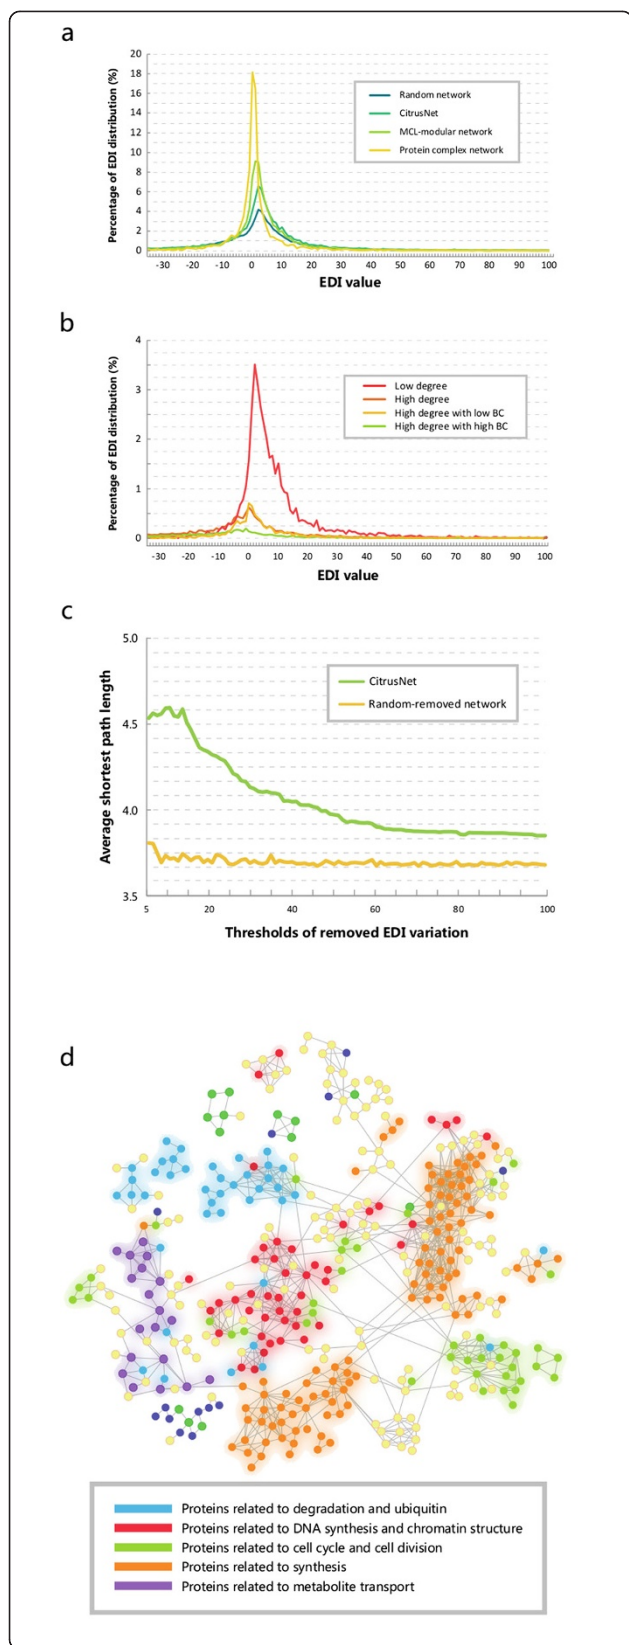 a
Percentage of EDI distribution (%)
20
18
16
14
12
10
8
6
4
2
0
Random network
CitrusNet
MCL-modular network
Protein complex network
-30 -20 -10 0 10 20 30 40 50 60 70 80 90 100
EDI value
b
Percentage of EDI distribution (%)
4
3
2
1
0
Low degree
High degree
High degree with low BC
High degree with high BC
-30 -20 -10 0 10 20 30 40 50 60 70 80 90 100
EDI value
c
Average shortest path length
5.0
4.5
4.0
3.5
CitrusNet
Random-removed network
5 20 40 60 80 100
Thresholds of removed EDI variation
d
Proteins related to degradation and ubiquitin
Proteins related to DNA synthesis and chromatin structure
Proteins related to cell cycle and cell division
Proteins related to synthesis
Proteins related to metabolite transport